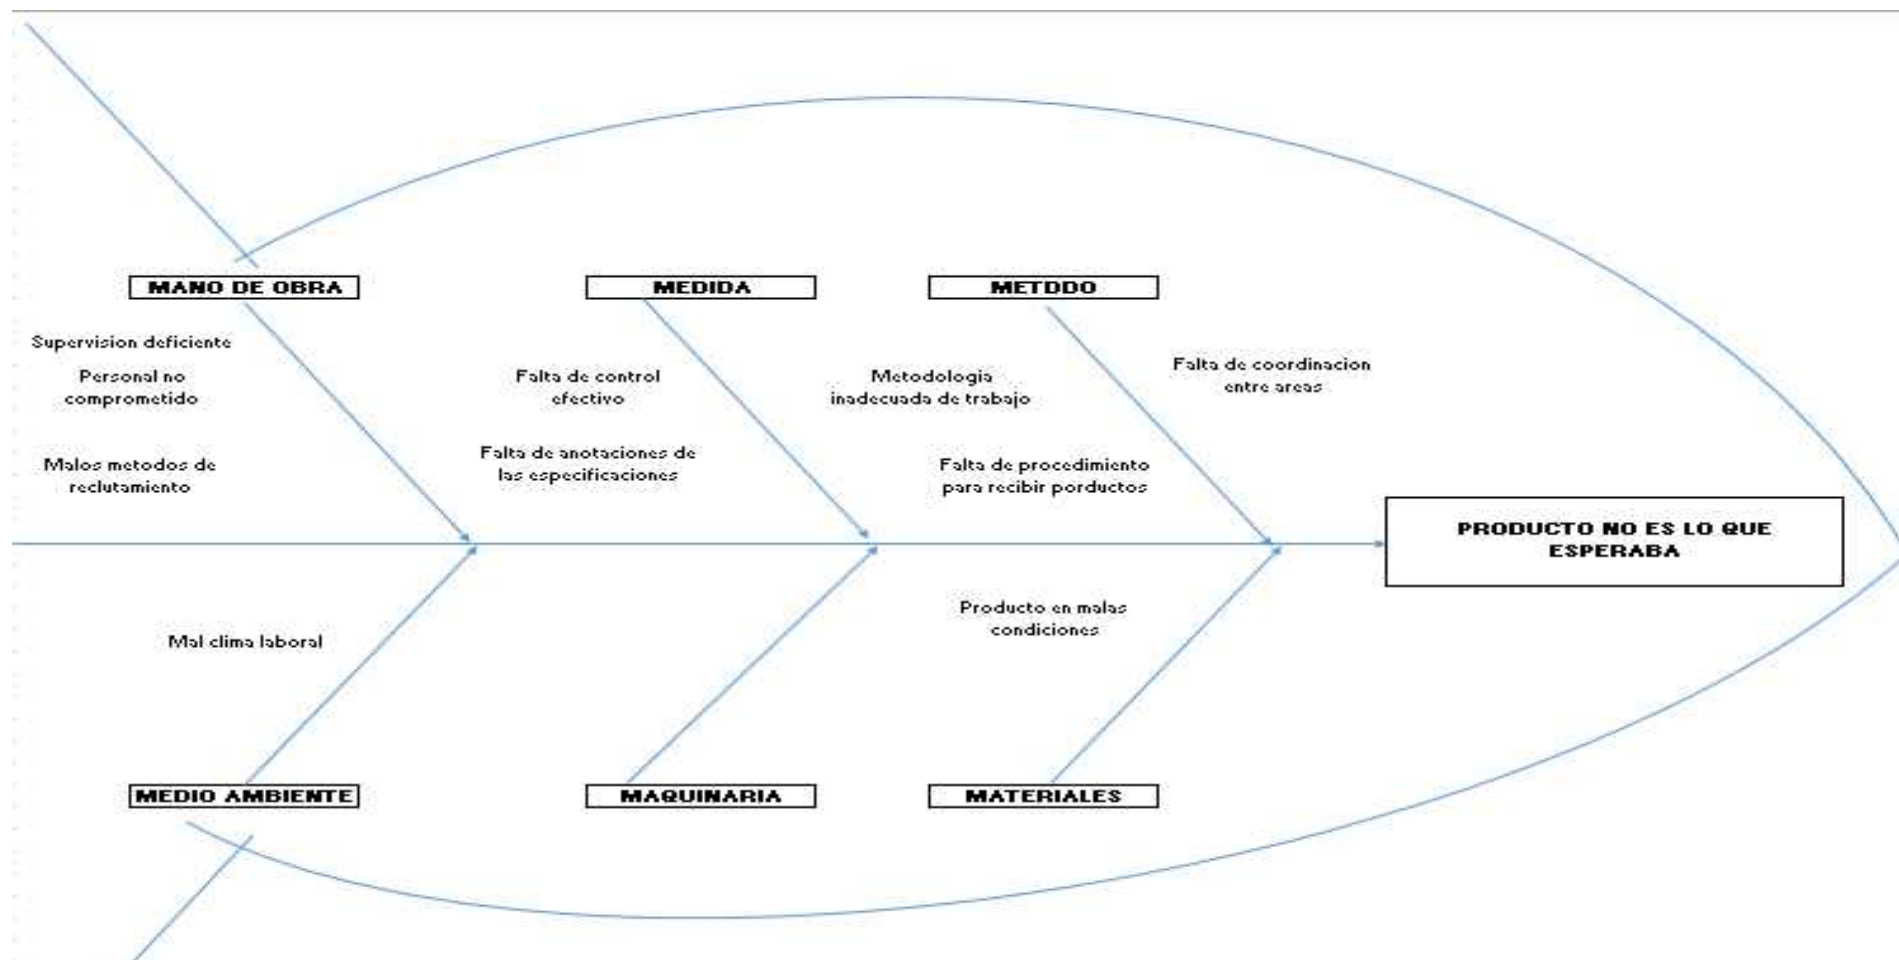 MANO DE OBRA
MEDIDA
METODO
Supervision deficiente
Personal no
comprometido
Malos metodos de
reclutamiento
Falta de control
efectivo
Falta de anotaciones de
las especificaciones
Metodologia
inadecuada de trabajo
Falta de procedimiento
para recibir porductos
Falta de coordinacion
entre areas
PRODUCTO NO ES LO QUE
ESPERABA
Mal clima laboral
Producto en malas
condiciones
MEDIO AMBIENTE
MAQUINARIA
MATERIALES